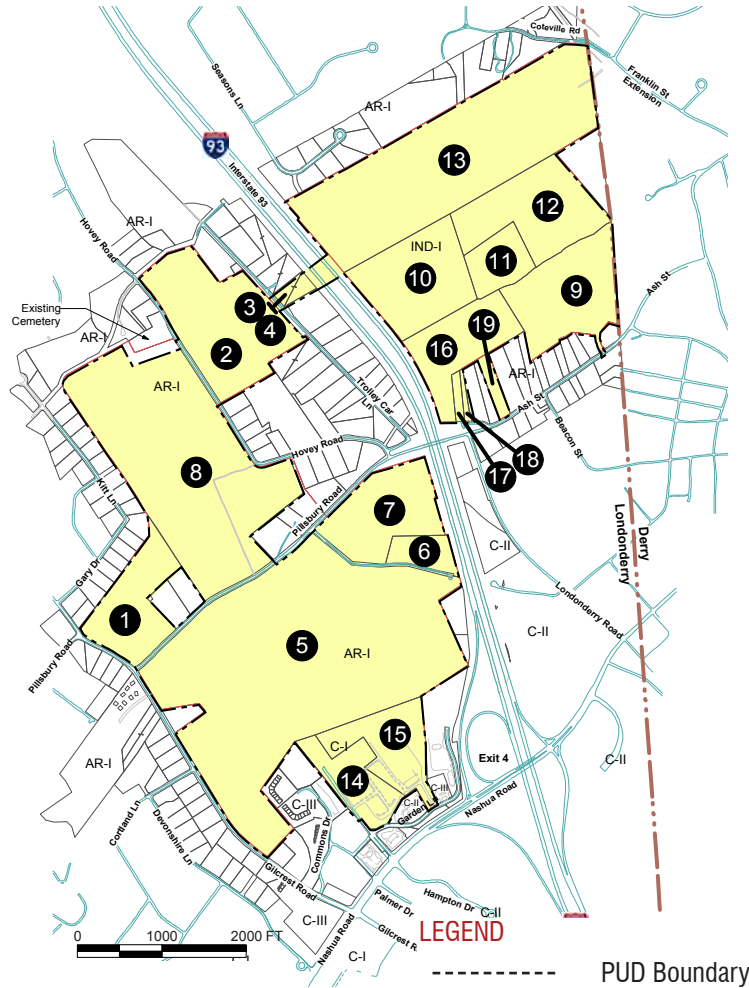 Coteville Rd
Seasons Ln
Franklin St
Extension
AR-I
93
Interstate 93
13
12
AR-I
Hovey Road
IND-I
11
10
9
Ash St
Existing
Cemetery
3
4
19
AR-I
2
16
AR-I
AR-I
Trolley Car
Ln
Ash St
Beacon St
18
17
Hovey Road
8
Pillsbury Road
7
Kitt Ln
6
C-II
Derry
Londonderry
Gary Dr
Londonderry Road
1
C-II
5
AR-I
Pillsbury Road
15
C-I
AR-I
Exit 4
C-II
14
C-III
C-II
C-III
Garden L
Nashua Road
Cortland Ln
Devonshire Ln
Commons Dr
Gilcrest Road
Hampton Dr
Palmer Dr
C-II
C-III
Nashua Road
Gilcrest R
LEGEND
0 1000 2000 FT
C-I
PUD Boundary